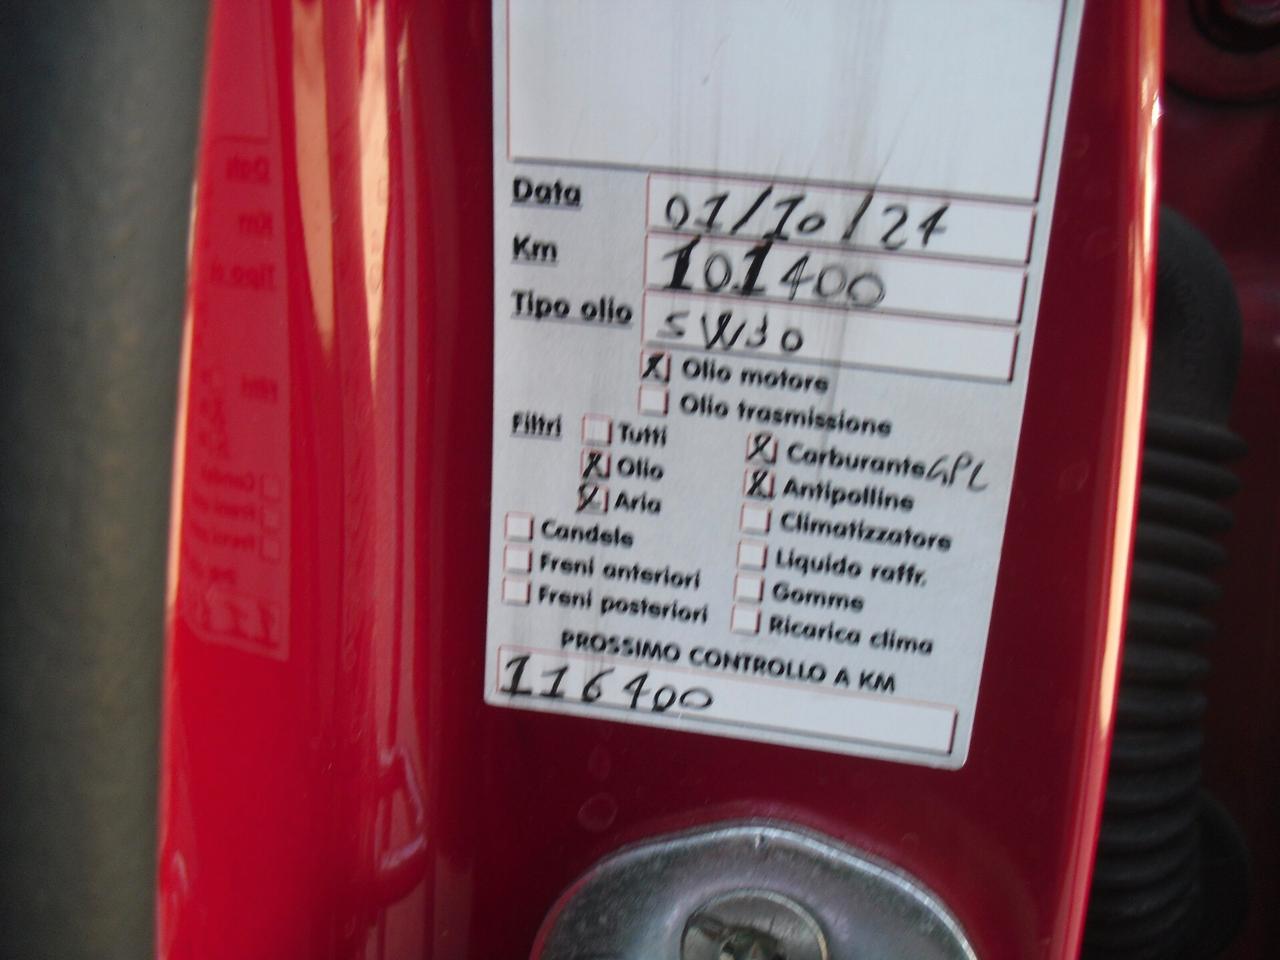 Data 01/10/24
Km 101400
Tipo olio 5W30
X Olio motore
Olio trasmissione
Filtri Tutti
X Olio
X Aria
X Carburante GPL
X Antipolline
Climatizzatore
Candele
Freni anteriori
Freni posteriori
Liquido raffr.
Gomme
Ricarica clima
PROSSIMO CONTROLLO A KM
116400